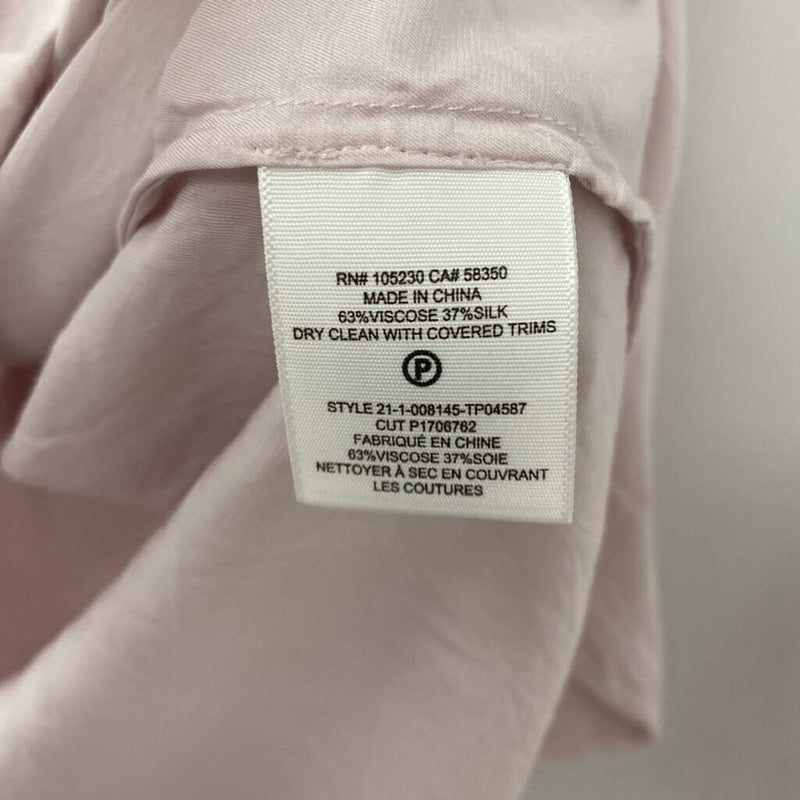 RN# 105230 CA# 58350
MADE IN CHINA
63%VISCOSE 37%SILK
DRY CLEAN WITH COVERED TRIMS
P
STYLE 21-1-008145-TP04587
CUT P1706762
FABRIQUÉ EN CHINE
63%VISCOSE 37%SOIE
NETTOYER À SEC EN COUVRANT
LES COUTURES